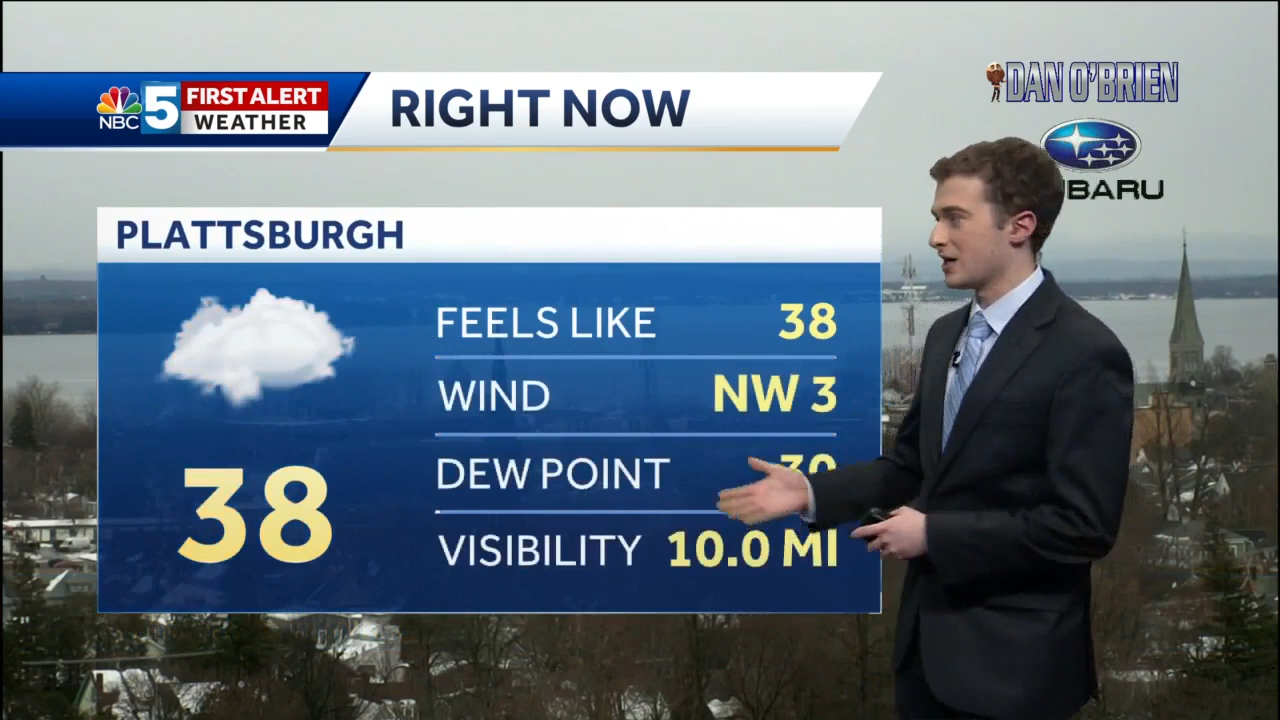 NBC 5 FIRST ALERT WEATHER
RIGHT NOW
DAN O'BRIEN
PLATTSBURGH
38
FEELS LIKE 38
WIND NW 3
DEW POINT
VISIBILITY 10.0 MI